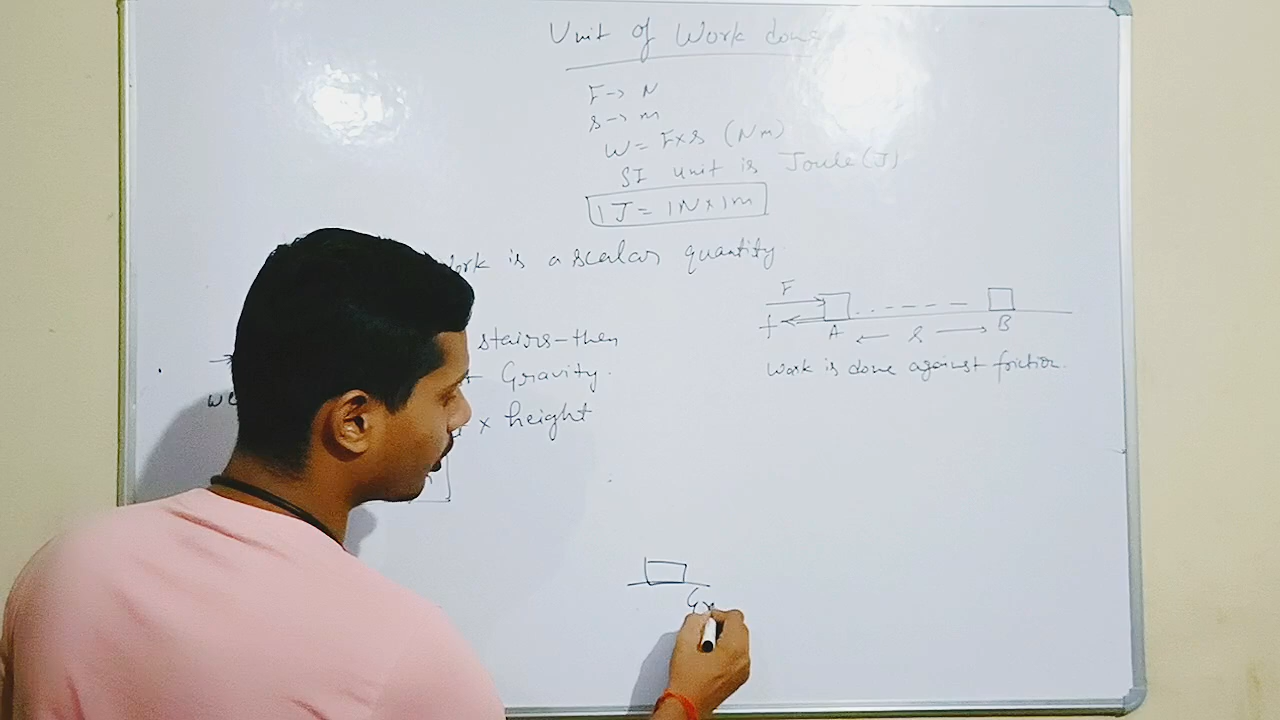 Unit of Work done
F → N
s → m
W = F×s (Nm)
SI unit is Joule (J)
1 J = 1N × 1m
is a scalar quantity.
F
f
A
s
B
Work is done against friction.
stairs - then
Gravity.
× height